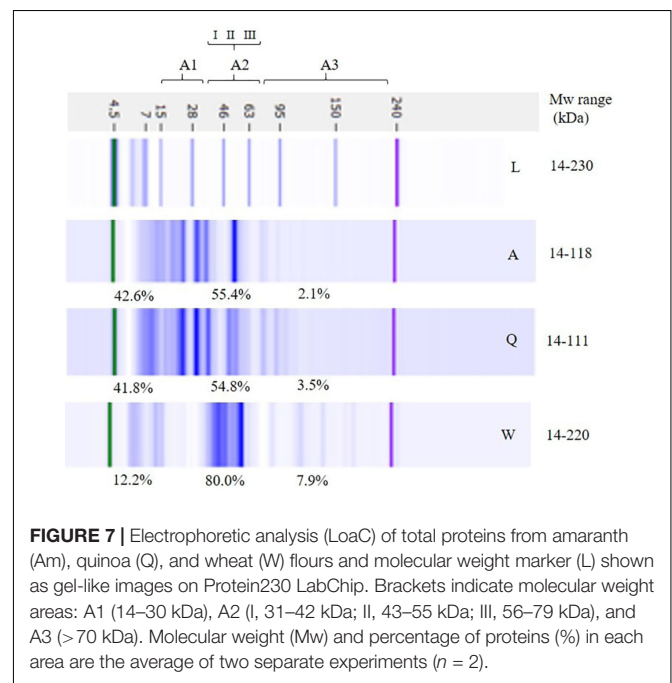 I II III
A1 A2 A3
4.5 7 15 28 46 63 95 150 240 Mw range
(kDa)
L 14-230
A 14-118
42.6% 55.4% 2.1%
Q 14-111
41.8% 54.8% 3.5%
W 14-220
12.2% 80.0% 7.9%
FIGURE 7 | Electrophoretic analysis (LoaC) of total proteins from amaranth
(Am), quinoa (Q), and wheat (W) flours and molecular weight marker (L) shown
as gel-like images on Protein230 LabChip. Brackets indicate molecular weight
areas: A1 (14–30 kDa), A2 (I, 31–42 kDa; II, 43–55 kDa; III, 56–79 kDa), and
A3 (>70 kDa). Molecular weight (Mw) and percentage of proteins (%) in each
area are the average of two separate experiments (n = 2).